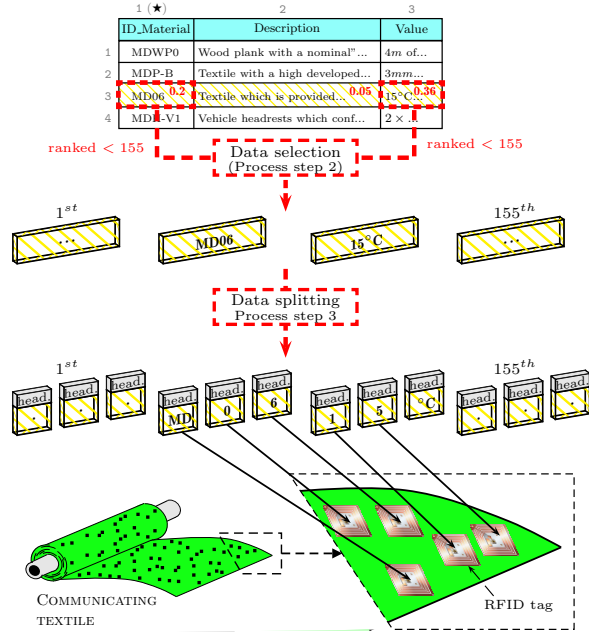 1 (★) 2 3
ID_Material Description Value
1 MDWP0 Wood plank with a nominal"... 4m of...
2 MDP-B Textile with a high developed... 3mm...
3 MD06 0.2 Textile which is provided... 0.05 15°C... 0.36
4 Vehicle headrests which conf... 2 × ...
ranked < 155 ranked < 155
Data selection
(Process step 2)
1st 155th
... MD06 15°C ...
Data splitting
Process step 3
1st 155th
head. head. head. head. head. head. head. head. head. head. head. head.
. . . MD 0 6 1 5 °C . . .
COMMUNICATING
TEXTILE
RFID tag